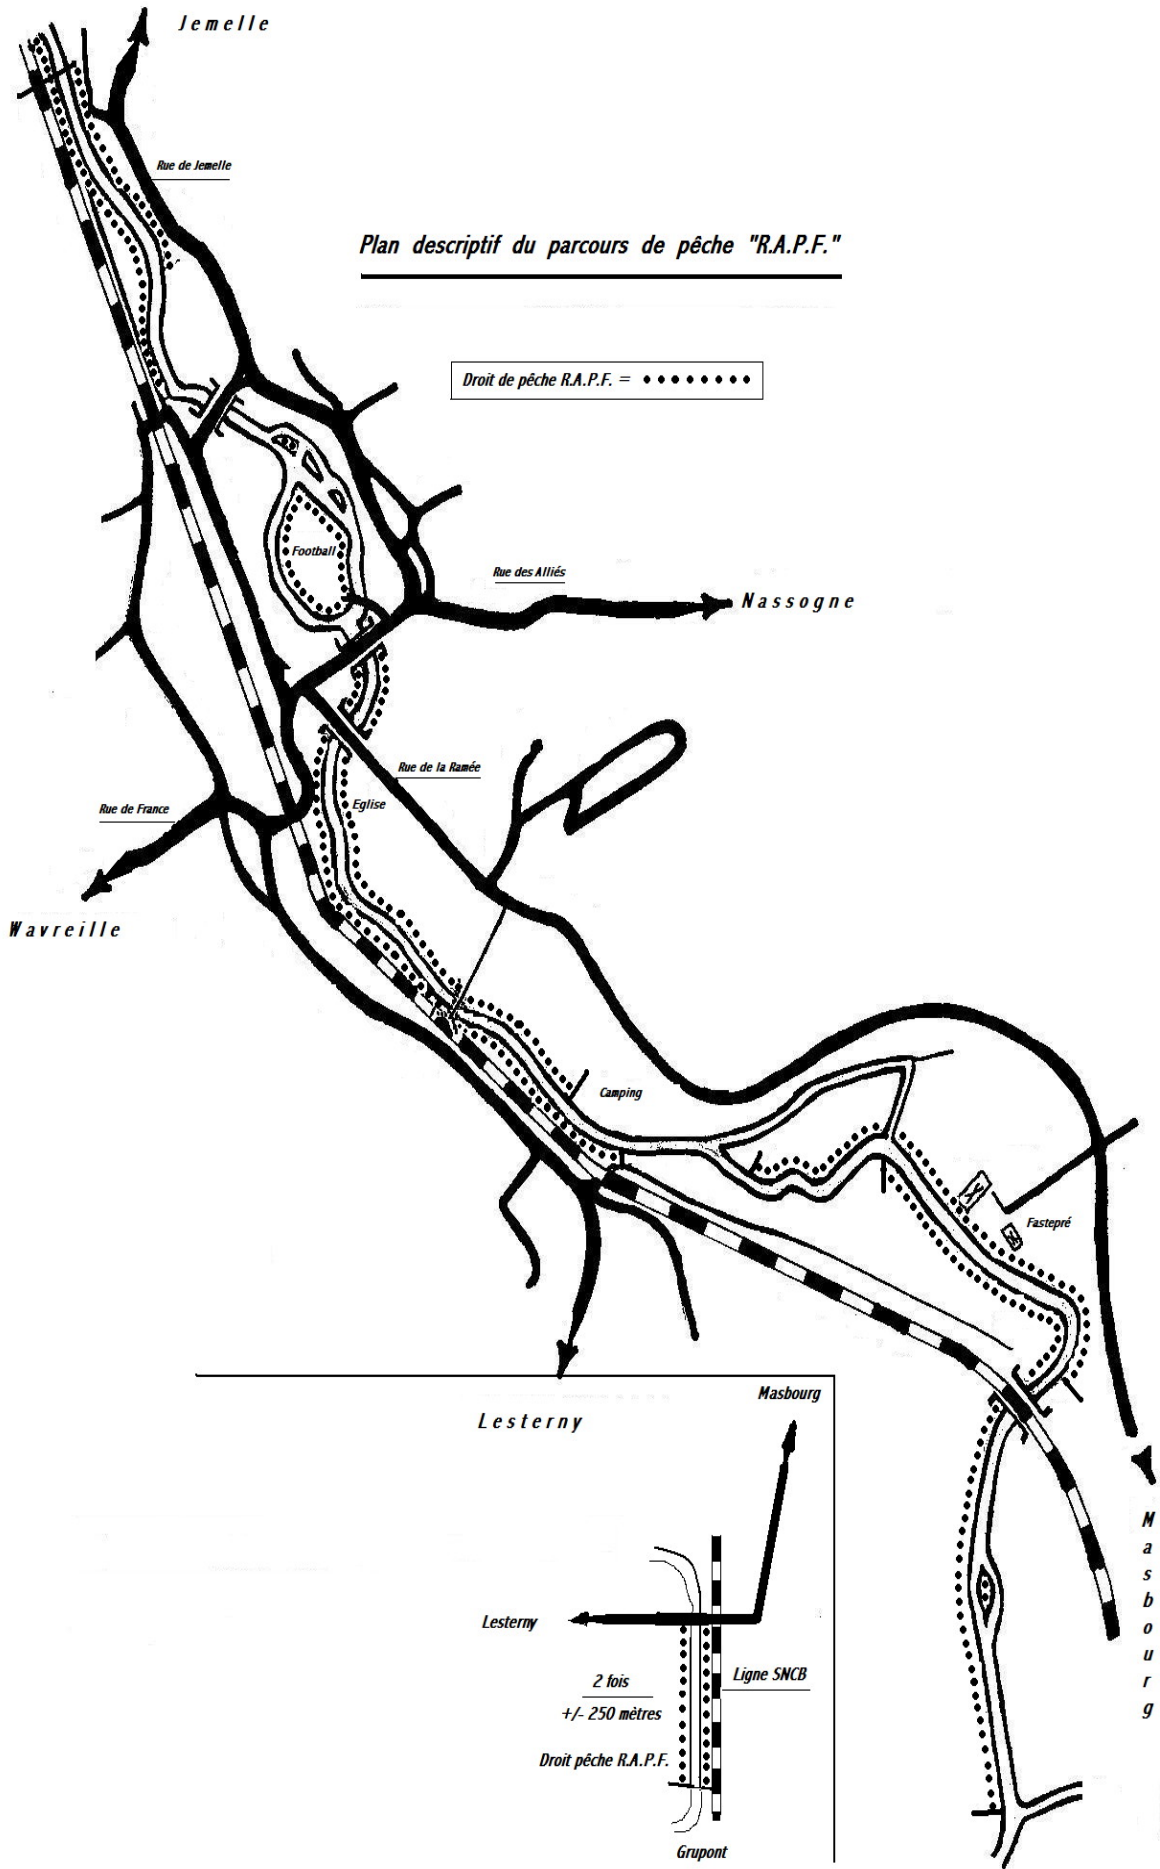 Jemelle
Rue de Jemelle
Plan descriptif du parcours de pêche "R.A.P.F."
Droit de pêche R.A.P.F. =
Football
Rue des Alliés
Nassogne
Rue de la Ramée
Rue de France
Eglise
Wavreille
Camping
Fastepré
Masbourg
Lesterny
Masbourg
Lesterny
2 fois
Ligne SNCB
+/- 250 mètres
Droit pêche R.A.P.F.
Grupont